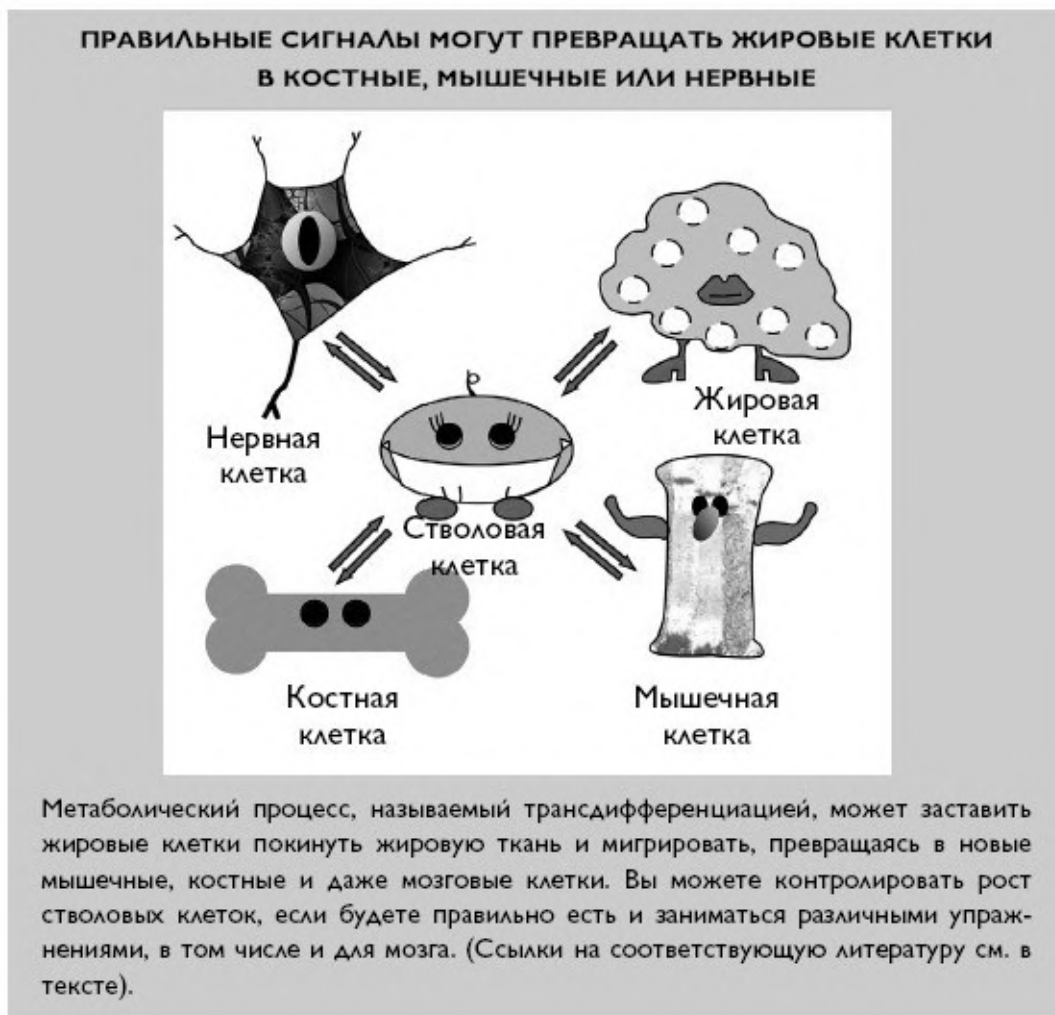 ПРАВИЛЬНЫЕ СИГНАЛЫ МОГУТ ПРЕВРАЩАТЬ ЖИРОВЫЕ КЛЕТКИ
В КОСТНЫЕ, МЫШЕЧНЫЕ ИЛИ НЕРВНЫЕ
Нервная
клетка
Жировая
клетка
Стволовая
клетка
Костная
клетка
Мышечная
клетка
Метаболический процесс, называемый трансдифференциацией, может заставить
жировые клетки покинуть жировую ткань и мигрировать, превращаясь в новые
мышечные, костные и даже мозговые клетки. Вы можете контролировать рост
стволовых клеток, если будете правильно есть и заниматься различными упраж-
нениями, в том числе и для мозга. (Ссылки на соответствующую литературу см. в
тексте).